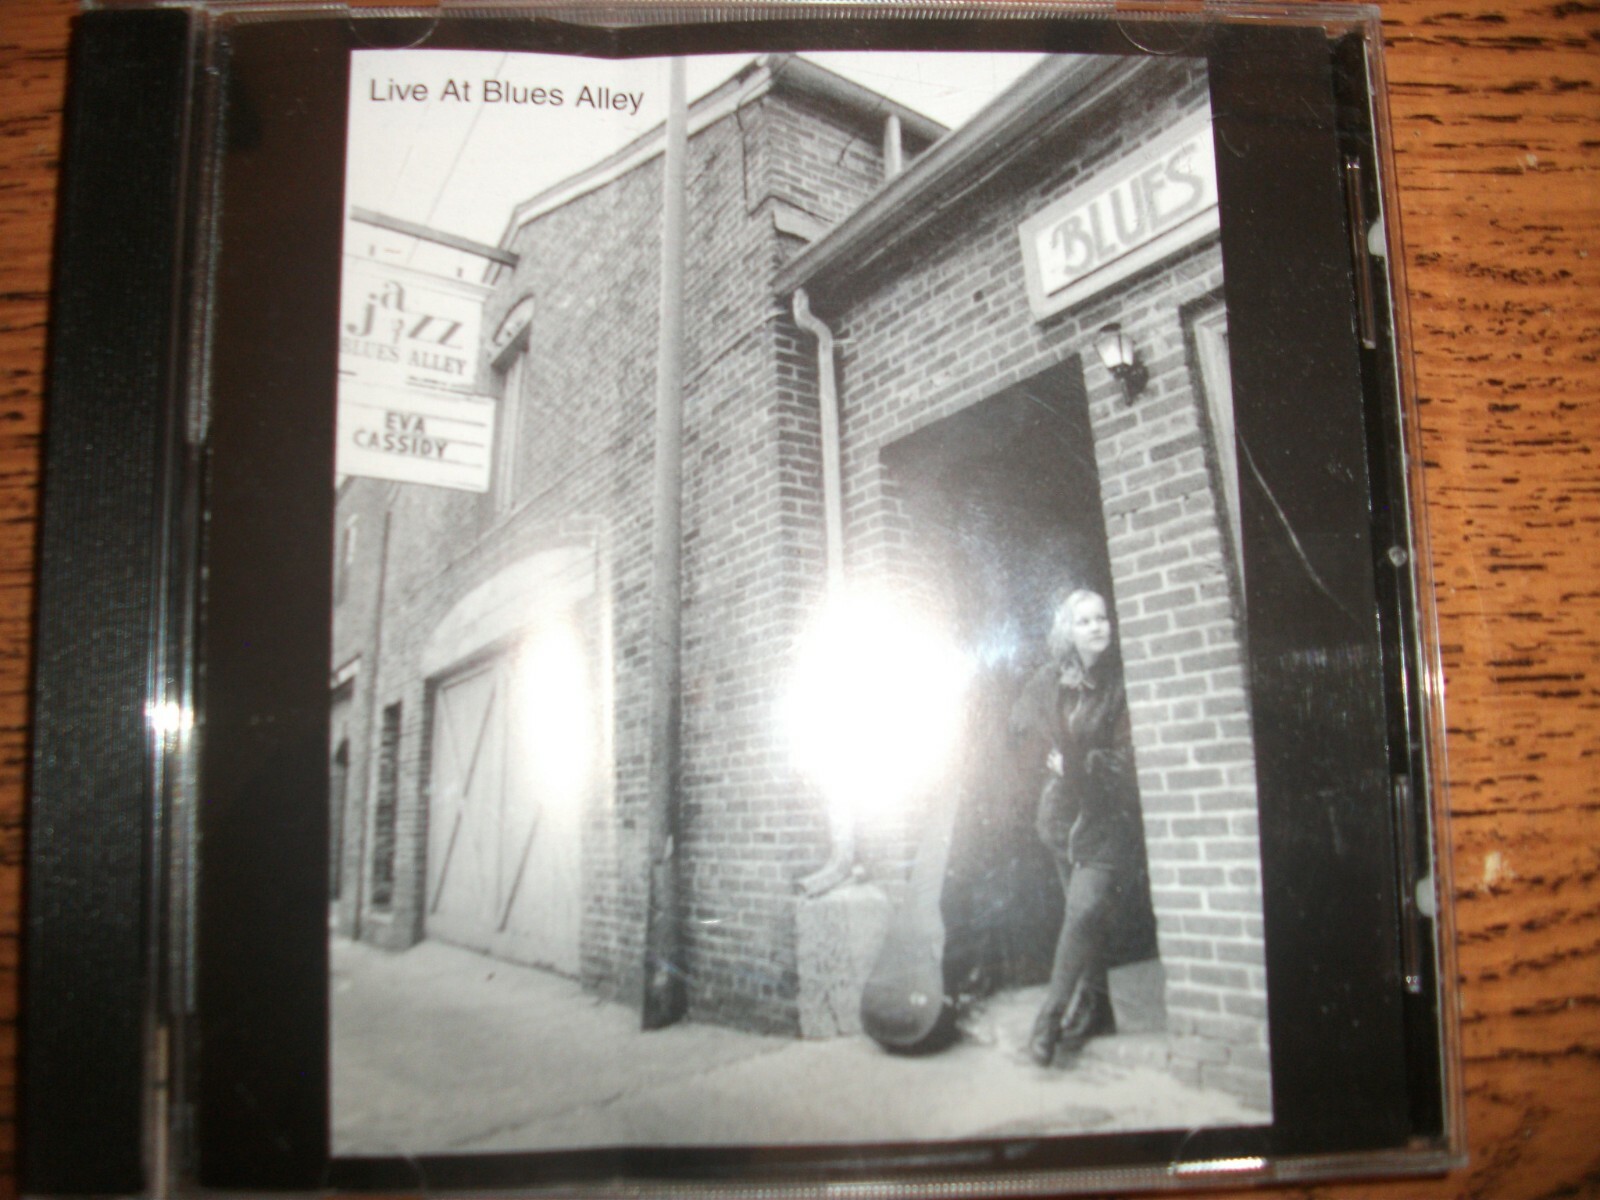 Live At Blues Alley
BLUES
jazz
BLUES ALLEY
EVA
CASSIDY